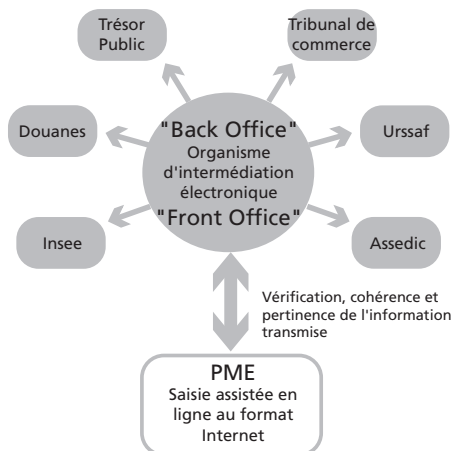 Trésor
Public
Tribunal de
commerce
Douanes
"Back Office"
Organisme
d'intermédiation
électronique
"Front Office"
Urssaf
Insee
Assedic
Vérification, cohérence et
pertinence de l'information
transmise
PME
Saisie assistée en
ligne au format
Internet